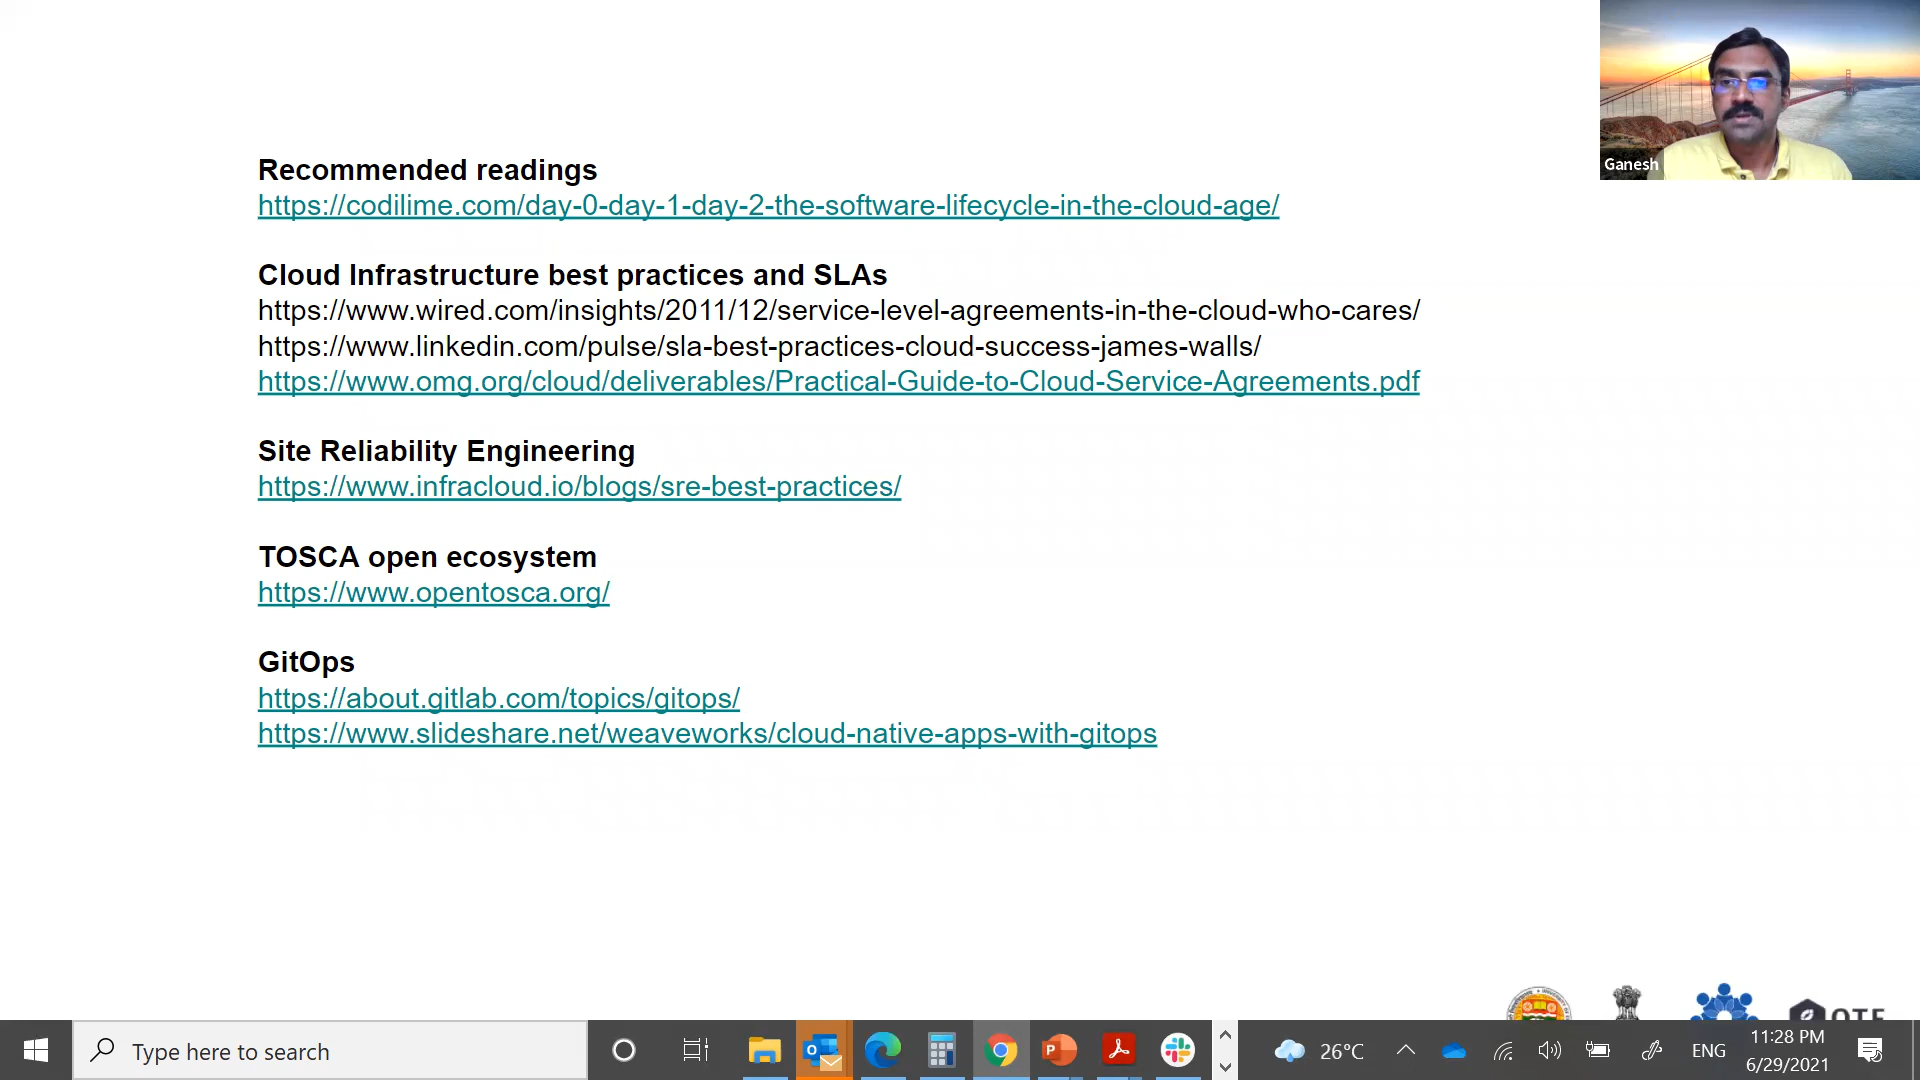 Recommended readings
https://codilime.com/day-0-day-1-day-2-the-software-lifecycle-in-the-cloud-age/
Cloud Infrastructure best practices and SLAs
https://www.wired.com/insights/2011/12/service-level-agreements-in-the-cloud-who-cares/
https://www.linkedin.com/pulse/sla-best-practices-cloud-success-james-walls/
https://www.omg.org/cloud/deliverables/Practical-Guide-to-Cloud-Service-Agreements.pdf
Site Reliability Engineering
https://www.infracloud.io/blogs/sre-best-practices/
TOSCA open ecosystem
https://www.opentosca.org/
GitOps
https://about.gitlab.com/topics/gitops/
https://www.slideshare.net/weaveworks/cloud-native-apps-with-gitops
Ganesh
Type here to search
26°C
ENG
11:28 PM
6/29/2021